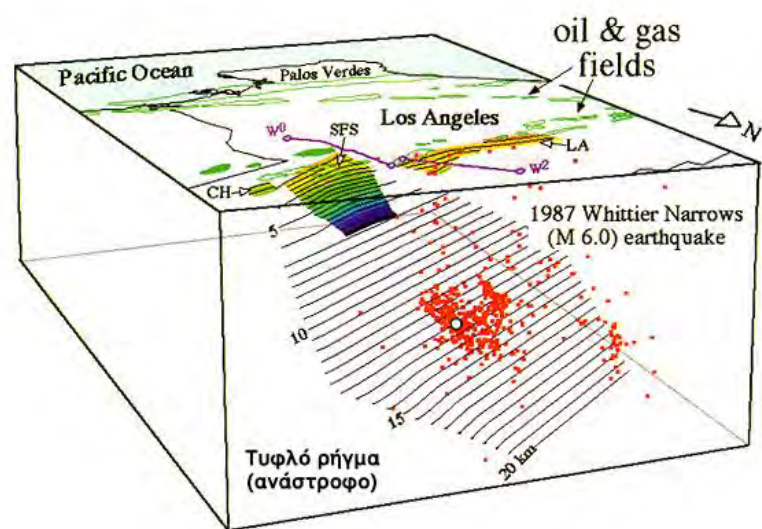 oil & gas
fields
Pacific Ocean
Palos Verdes
Los Angeles
N
W0
SFS
LA
W2
CH
5
1987 Whittier Narrows
(M 6.0) earthquake
10
15
20 km
Τυφλό ρήγμα
(ανάστροφο)